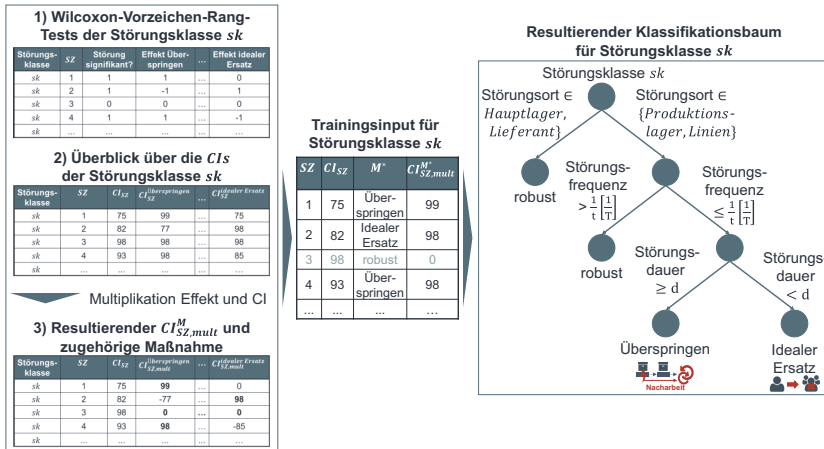 1) Wilcoxon-Vorzeichen-Rang-
Tests der Störungsklasse sk
Störungs-
klasse SZ Störung signifikant? Effekt Über-
springen … Effekt idealer
Ersatz
sk 1 1 1 … 0
sk 2 1 -1 … 1
sk 3 0 0 … 0
sk 4 1 1 … -1
sk … … … … …
2) Überblick über die CIs
der Störungsklasse sk
Störungs-
klasse SZ CI_SZ CI_SZ^Überspringen … CI_SZ^idealer Ersatz
sk 1 75 99 … 75
sk 2 82 77 … 98
sk 3 98 98 … 98
sk 4 93 98 … 85
sk … … … … …
Multiplikation Effekt und CI
3) Resultierender CI^M_SZ,mult und
zugehörige Maßnahme
Störungs-
klasse SZ CI_SZ CI_SZ,mult^Überspringen … CI_SZ,mult^idealer Ersatz
sk 1 75 99 … 0
sk 2 82 -77 … 98
sk 3 98 0 … 0
sk 4 93 98 … -85
sk … … … … …
Trainingsinput für
Störungsklasse sk
SZ CI_SZ M* CI^M*_SZ,mult
1 75 Über-
springen 99
2 82 Idealer
Ersatz 98
3 98 robust 0
4 93 Über-
springen 98
... ... ... …
Resultierender Klassifikationsbaum
für Störungsklasse sk
Störungsklasse sk
Störungsort ∈
Hauptlager,
Lieferant}
Störungsort ∈
{Produktions-
lager, Linien}
robust
Störungs-
frequenz
> 1/t [1/T]
Störungs-
frequenz
≤ 1/t [1/T]
robust
Störungs-
dauer
≥ d
Störungs
dauer
< d
Überspringen
Nacharbeit
Idealer
Ersatz